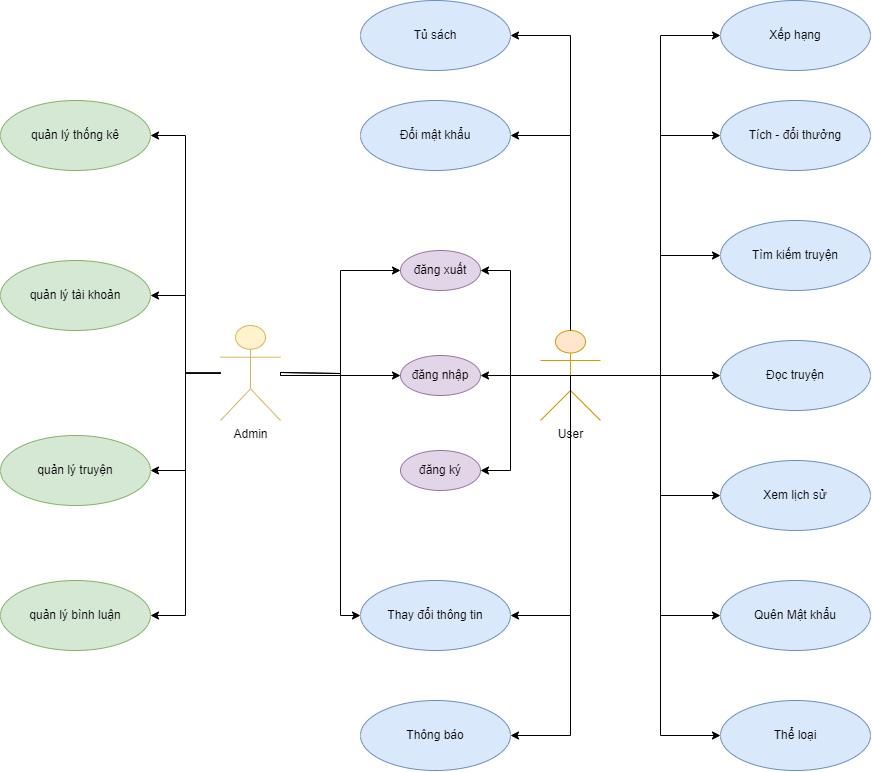 Tủ sách
Xếp hạng
quản lý thống kê
Đổi mật khẩu
Tích - đổi thưởng
Tìm kiếm truyện
đăng xuất
quản lý tài khoản
đăng nhập
Đọc truyện
Admin
User
quản lý truyện
đăng ký
Xem lịch sử
quản lý bình luận
Thay đổi thông tin
Quên Mật khẩu
Thông báo
Thể loại